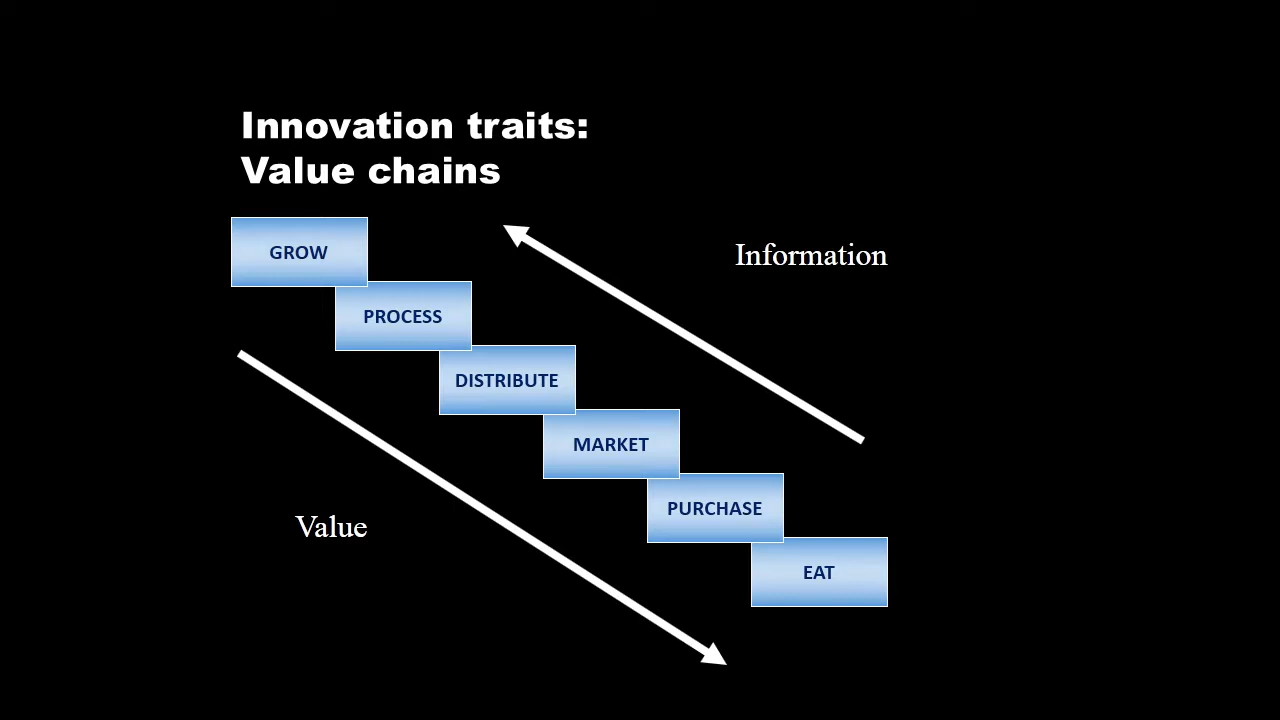 Innovation traits:
Value chains
GROW
Information
PROCESS
DISTRIBUTE
MARKET
PURCHASE
Value
EAT